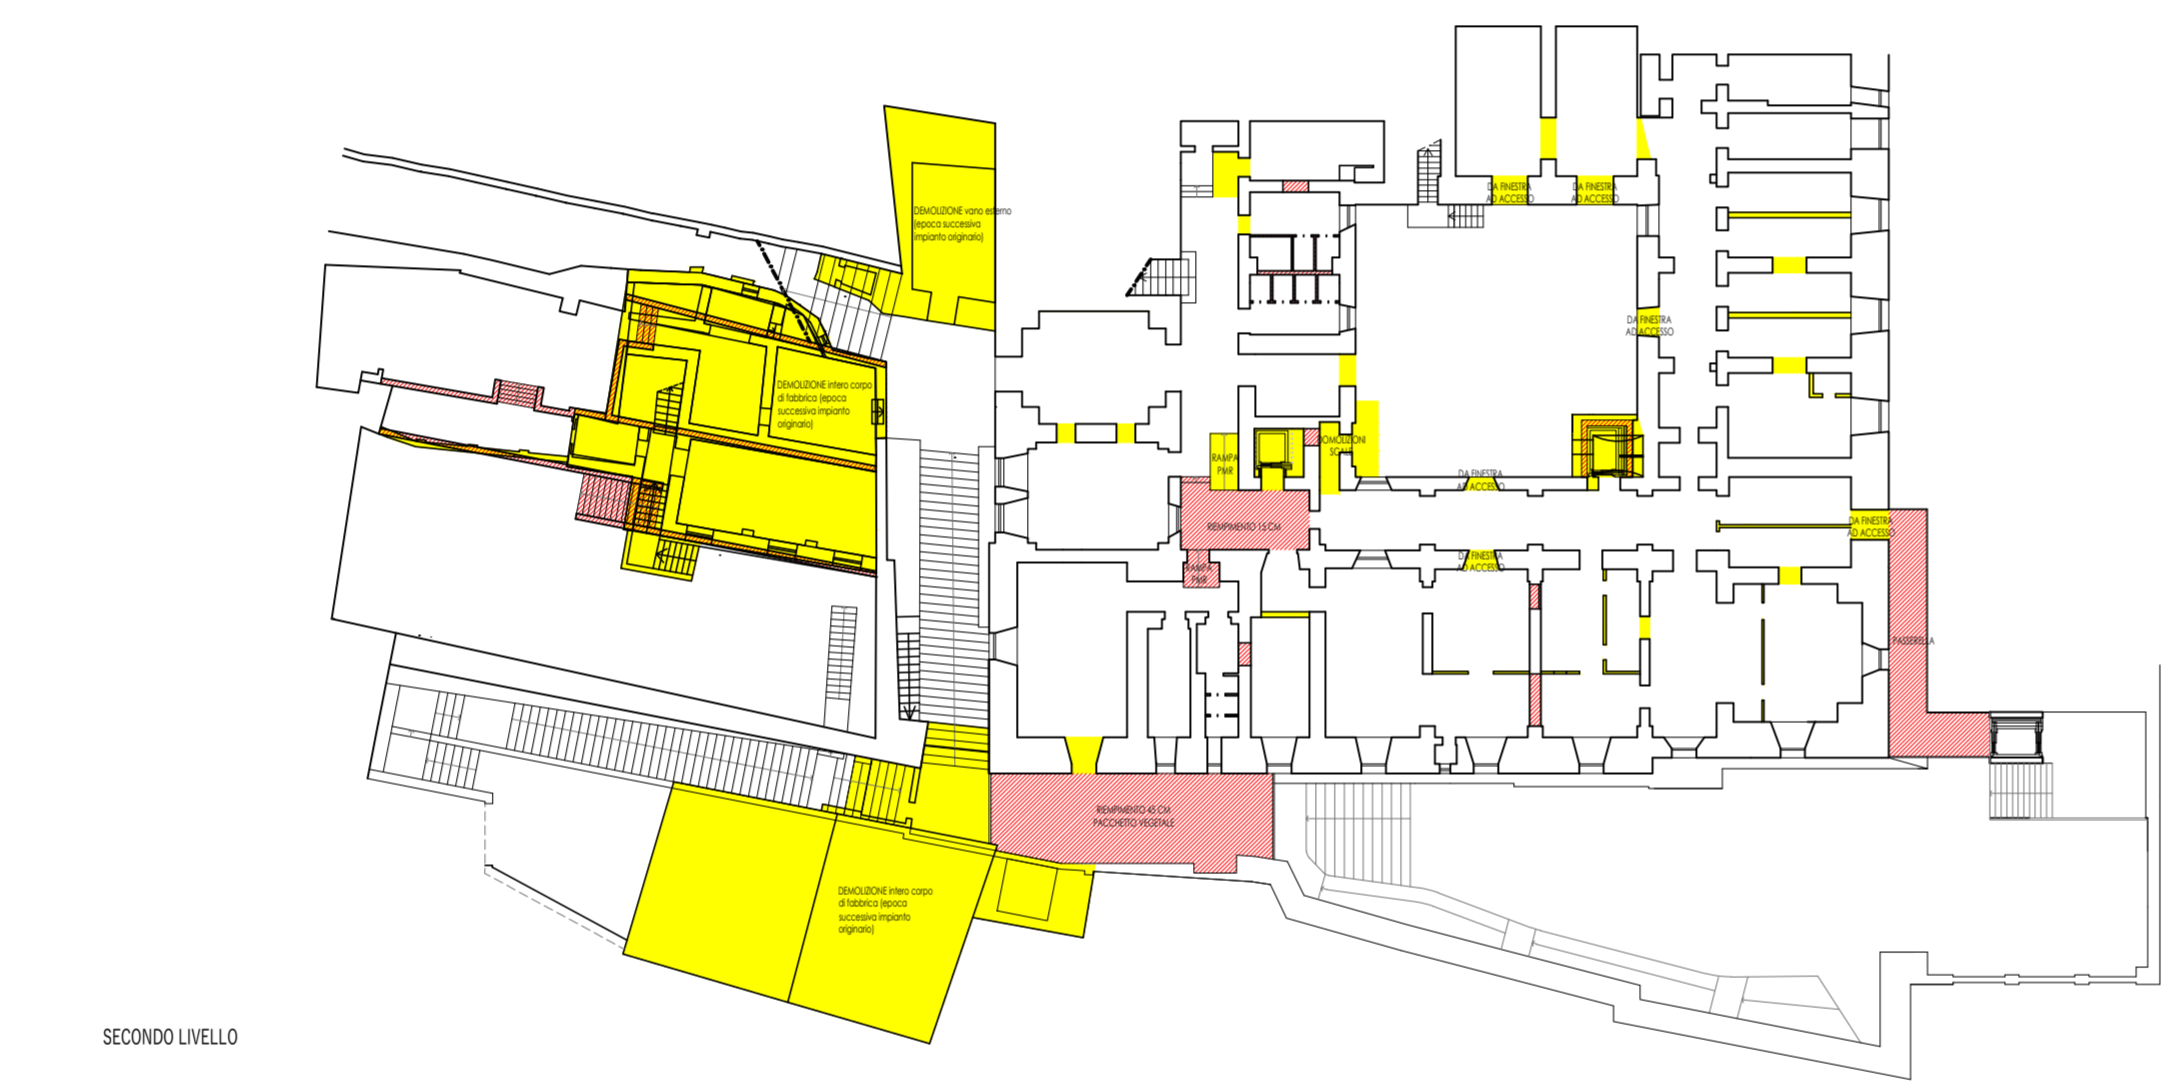 DA FINESTRA
AD ACCESSO
DA FINESTRA
AD ACCESSO
DEMOLIZIONE vano esterno
(epoca successiva
impianto originario)
DA FINESTRA
AD ACCESSO
DEMOLIZIONE intero corpo
di fabbrica (epoca
successiva impianto
originario)
RAMPA
PMR
DEMOLIZIONI
SCALE
DA FINESTRA
AD ACCESSO
RIEMPIMENTO 15 CM
DA FINESTRA
AD ACCESSO
DA FINESTRA
AD ACCESSO
RAMPA
PMR
PASSERELLA
RIEMPIMENTO 45 CM
PACCHETTO VEGETALE
DEMOLIZIONE intero corpo
di fabbrica (epoca
successiva impianto
originario)
SECONDO LIVELLO